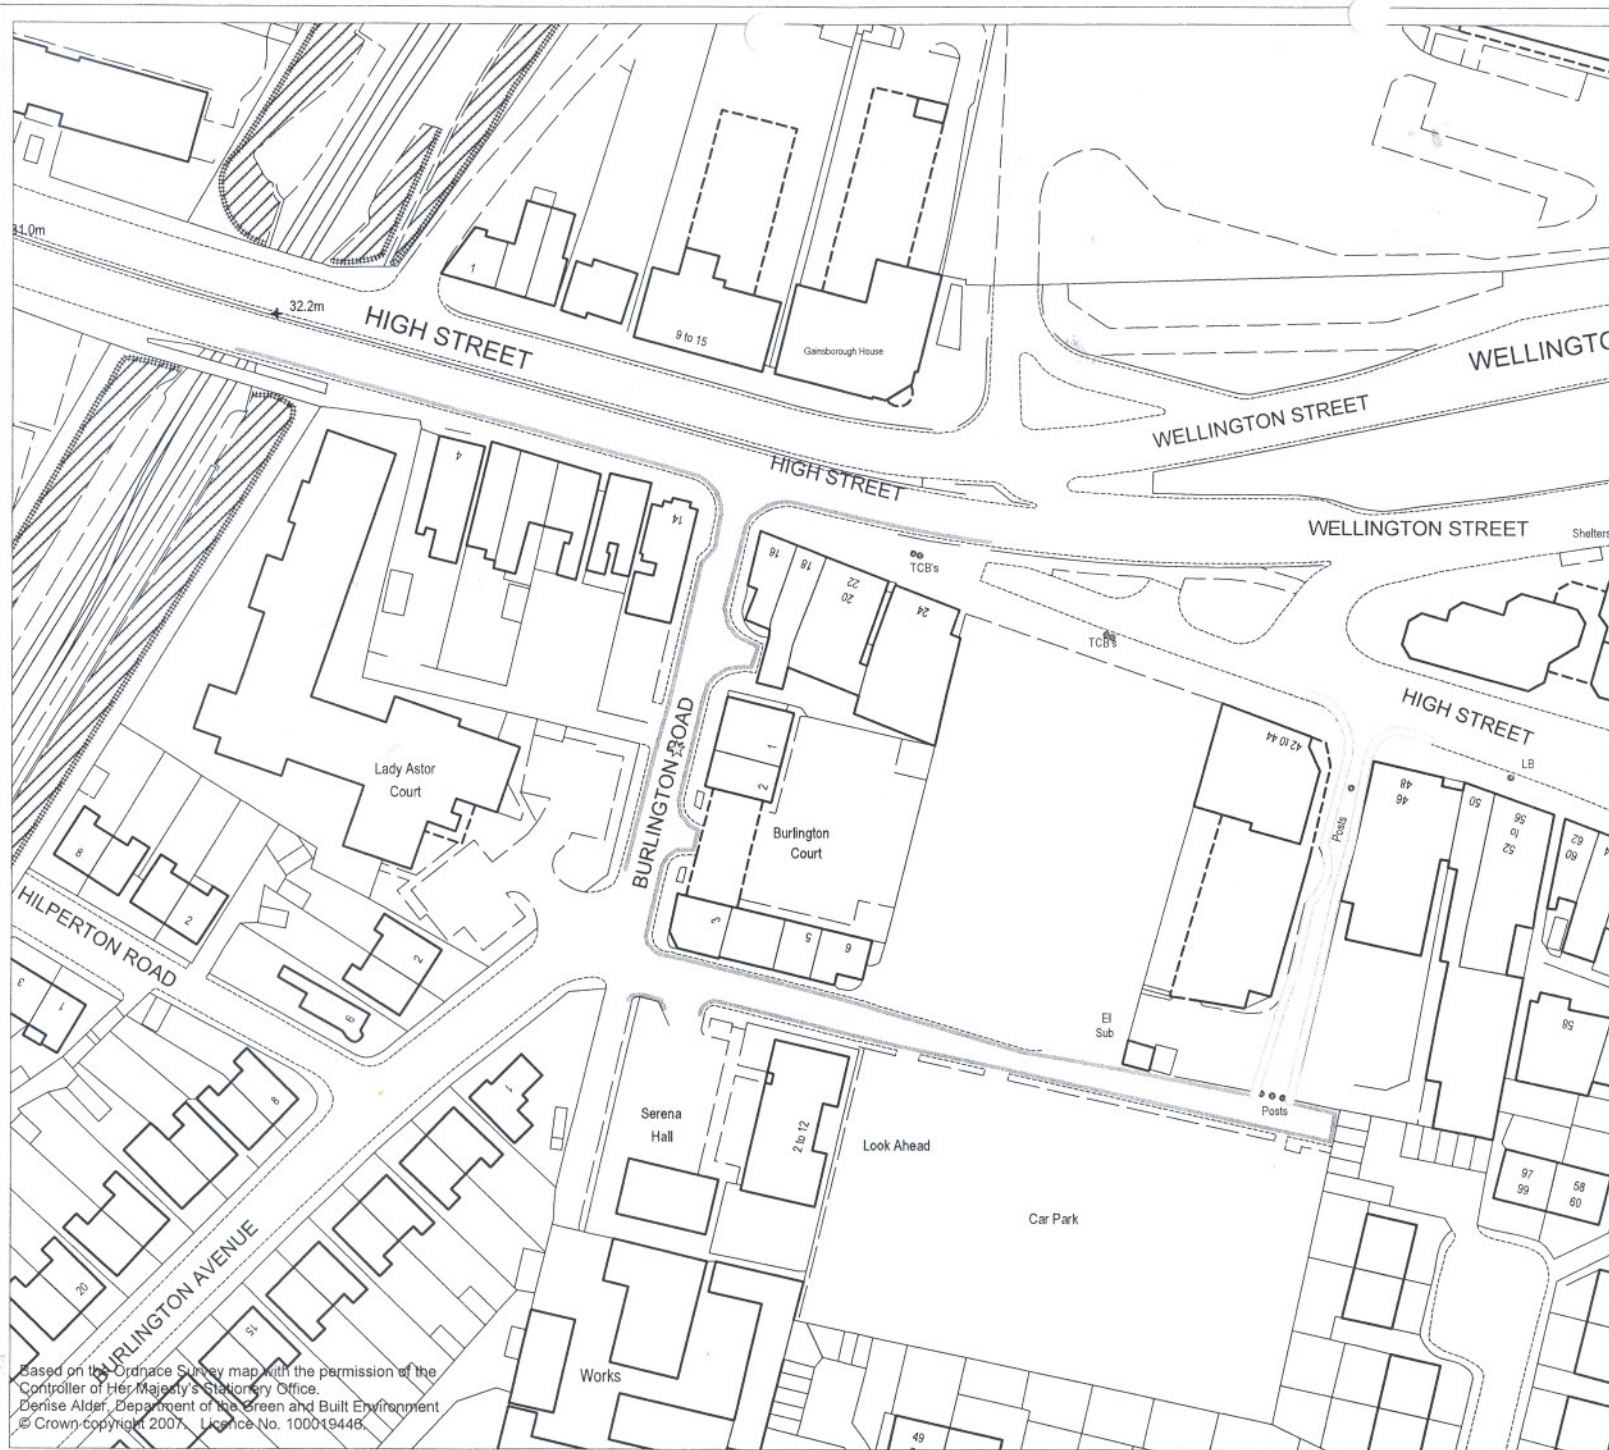 31.0m
32.2m
HIGH STREET
1
9 to 15
Gainsborough House
WELLINGTO
WELLINGTON STREET
HIGH STREET
WELLINGTON STREET
Shelters
4
14
16
18
22
20
24
TCB's
TCB's
HIGH STREET
LB
42 to 44
48
46
50
52
to
56
62
60
4
Posts
58
BURLINGTON ROAD
1
2
Lady Astor
Court
Burlington
Court
3
5
6
8
2
2
HILPERTON ROAD
3
1
9
El
Sub
Posts
8
1
Serena
Hall
2 to 12
Look Ahead
Car Park
97
99
58
60
20
15
BURLINGTON AVENUE
Works
49
Based on the Ordnace Survey map with the permission of the
Controller of Her Majesty's Stationery Office.
Denise Alder, Department of the Green and Built Environment
© Crown copyright 2007. Licence No. 100019446.